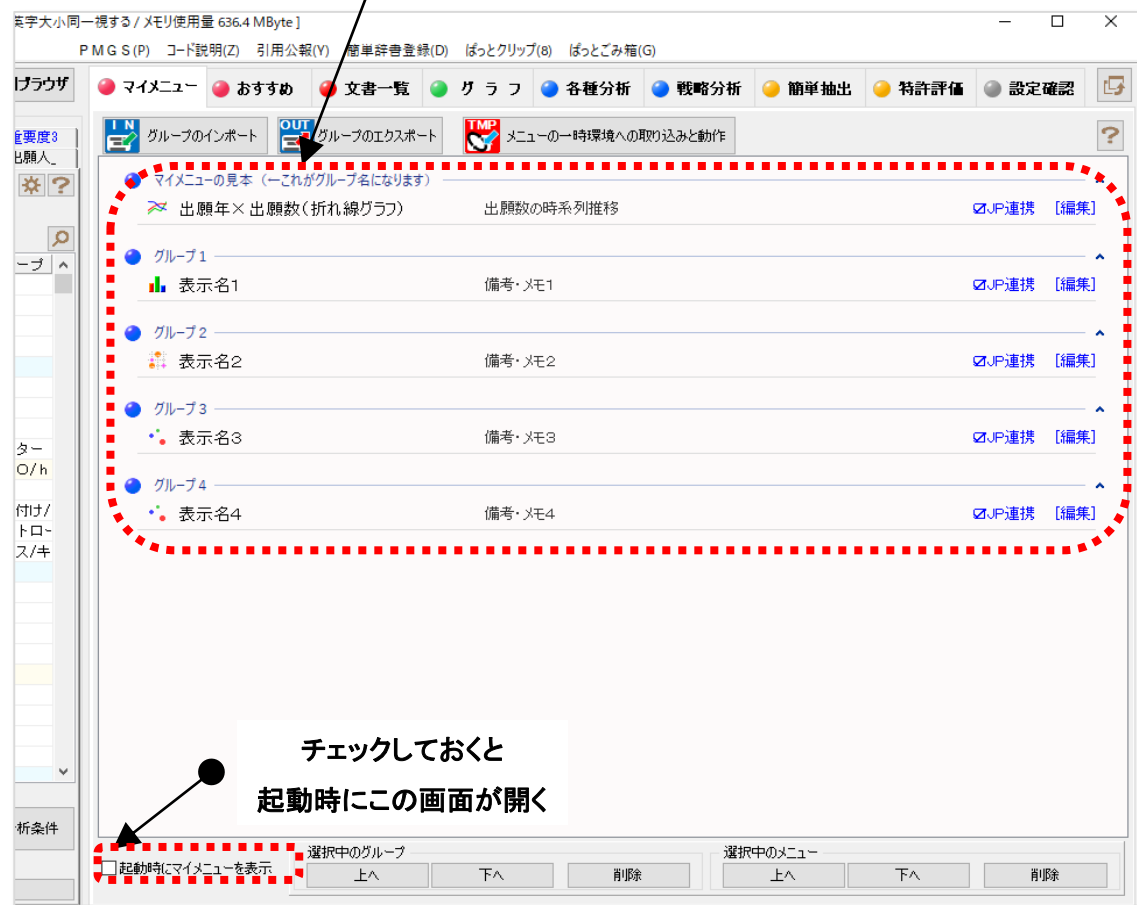 英字大小同一視する / メモリ使用量 636.4 MByte ]
P M G S (P) コード説明(Z) 引用公報(Y) 簡単辞書登録(D) ぱっとクリップ(8) ぱっとごみ箱(G)
ブラウザ マイメニュー おすすめ 文書一覧 グ ラ フ 各種分析 戦略分析 簡単抽出 特許評価 設定確認
IN グループのインポート OUT グループのエクスポート TMP メニューの一時環境への取り込みと動作 ?
重要度3
出願人_
?
マイメニューの見本 (←これがグループ名になります)
出願年×出願数(折れ線グラフ) 出願数の時系列推移 JP連携 [編集]
ープ
グループ1
表示名1 備考・メモ1 JP連携 [編集]
グループ2
表示名2 備考・メモ2 JP連携 [編集]
グループ3
表示名3 備考・メモ3 JP連携 [編集]
ター
O/h
グループ4
付け/
表示名4 備考・メモ4 JP連携 [編集]
トロー
ス/キ
チェックしておくと
起動時にこの画面が開く
析条件
起動時にマイメニューを表示
選択中のグループ
上へ 下へ 削除
選択中のメニュー
上へ 下へ 削除